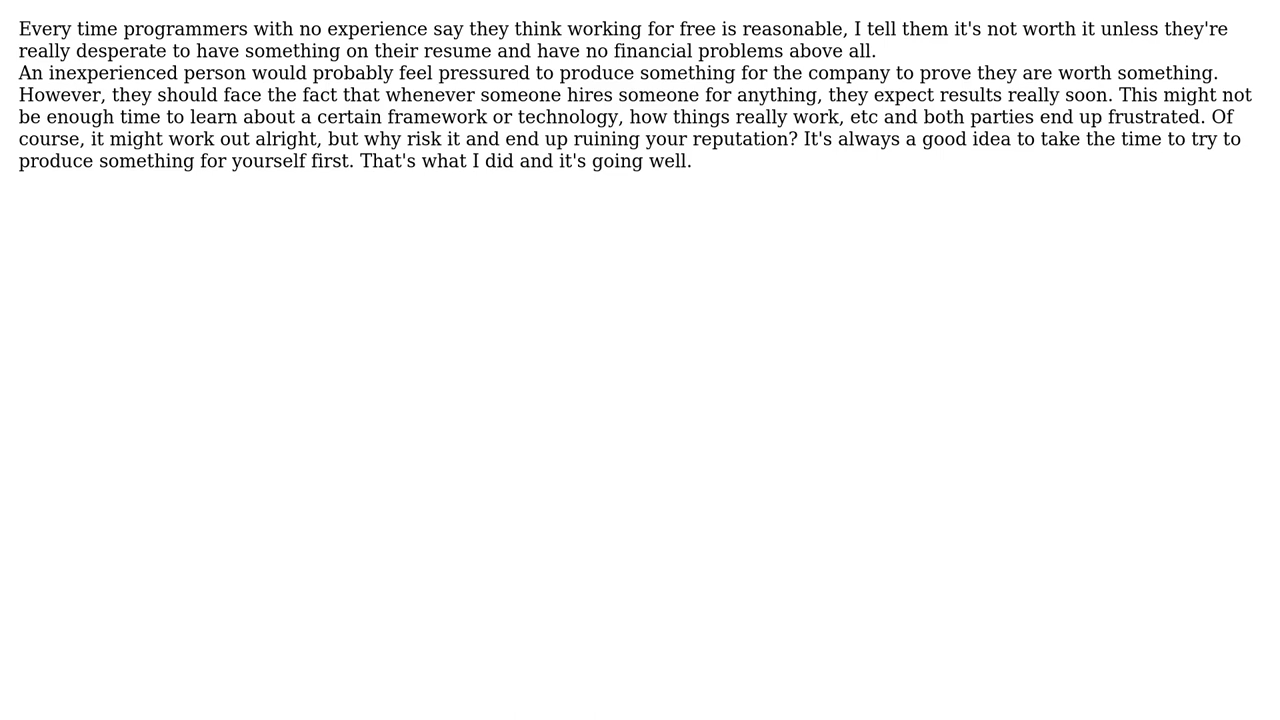 Every time programmers with no experience say they think working for free is reasonable, I tell them it's not worth it unless they're
really desperate to have something on their resume and have no financial problems above all.
An inexperienced person would probably feel pressured to produce something for the company to prove they are worth something.
However, they should face the fact that whenever someone hires someone for anything, they expect results really soon. This might not
be enough time to learn about a certain framework or technology, how things really work, etc and both parties end up frustrated. Of
course, it might work out alright, but why risk it and end up ruining your reputation? It's always a good idea to take the time to try to
produce something for yourself first. That's what I did and it's going well.